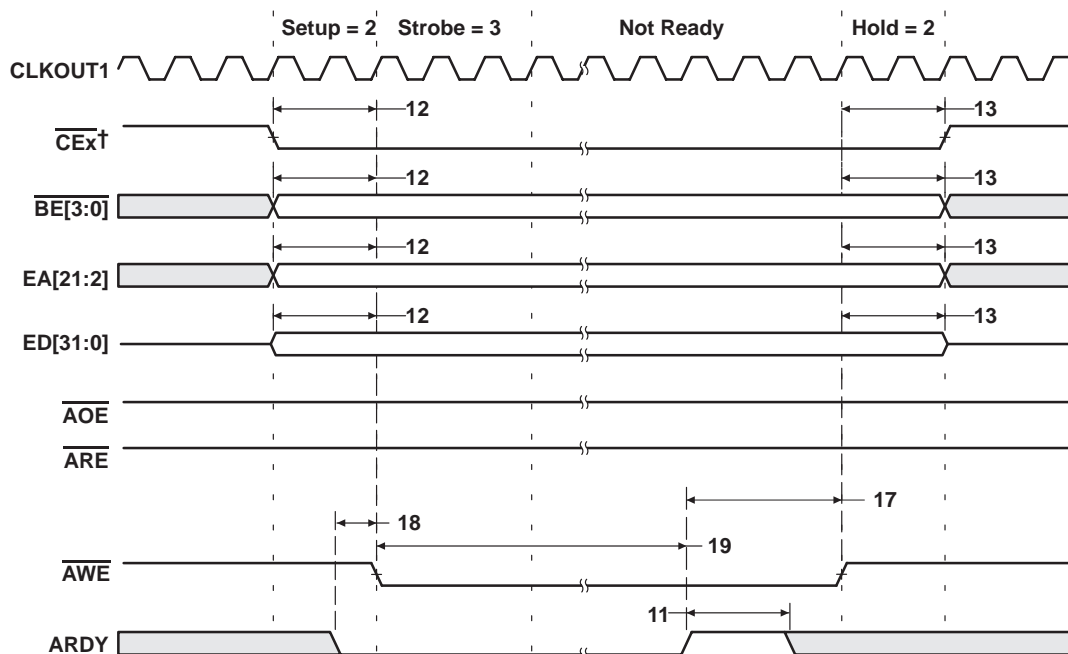 Setup = 2 Strobe = 3 Not Ready Hold = 2
CLKOUT1
12 13
CEx†
12 13
BE[3:0]
12 13
EA[21:2]
12 13
ED[31:0]
AOE
ARE
17
18
19
AWE
11
ARDY